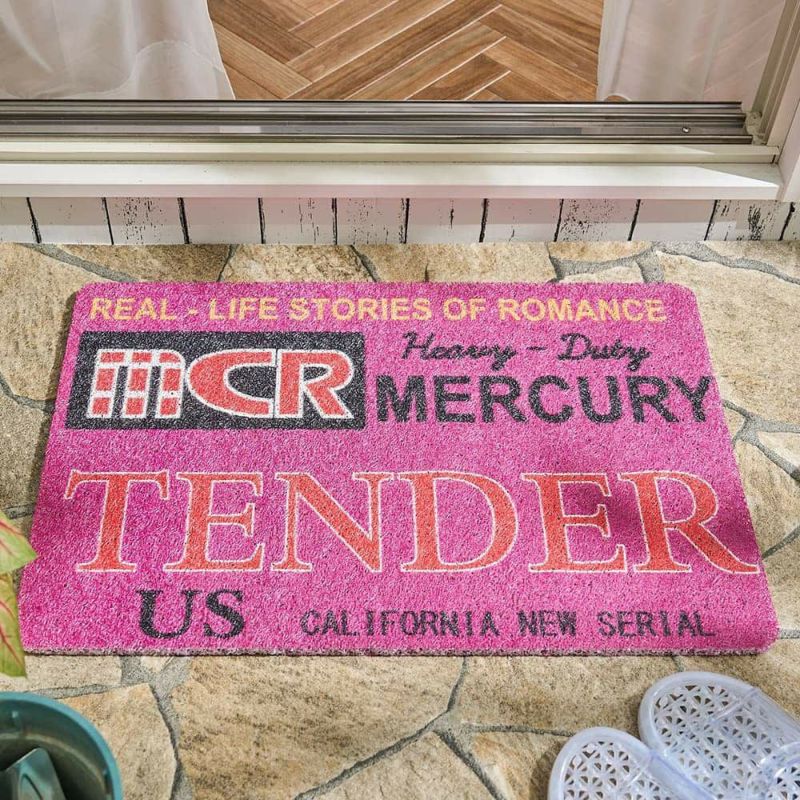 REAL - LIFE STORIES OF ROMANCE
MCR
Heavy - Duty
MERCURY
TENDER
US
CALIFORNIA NEW SERIAL